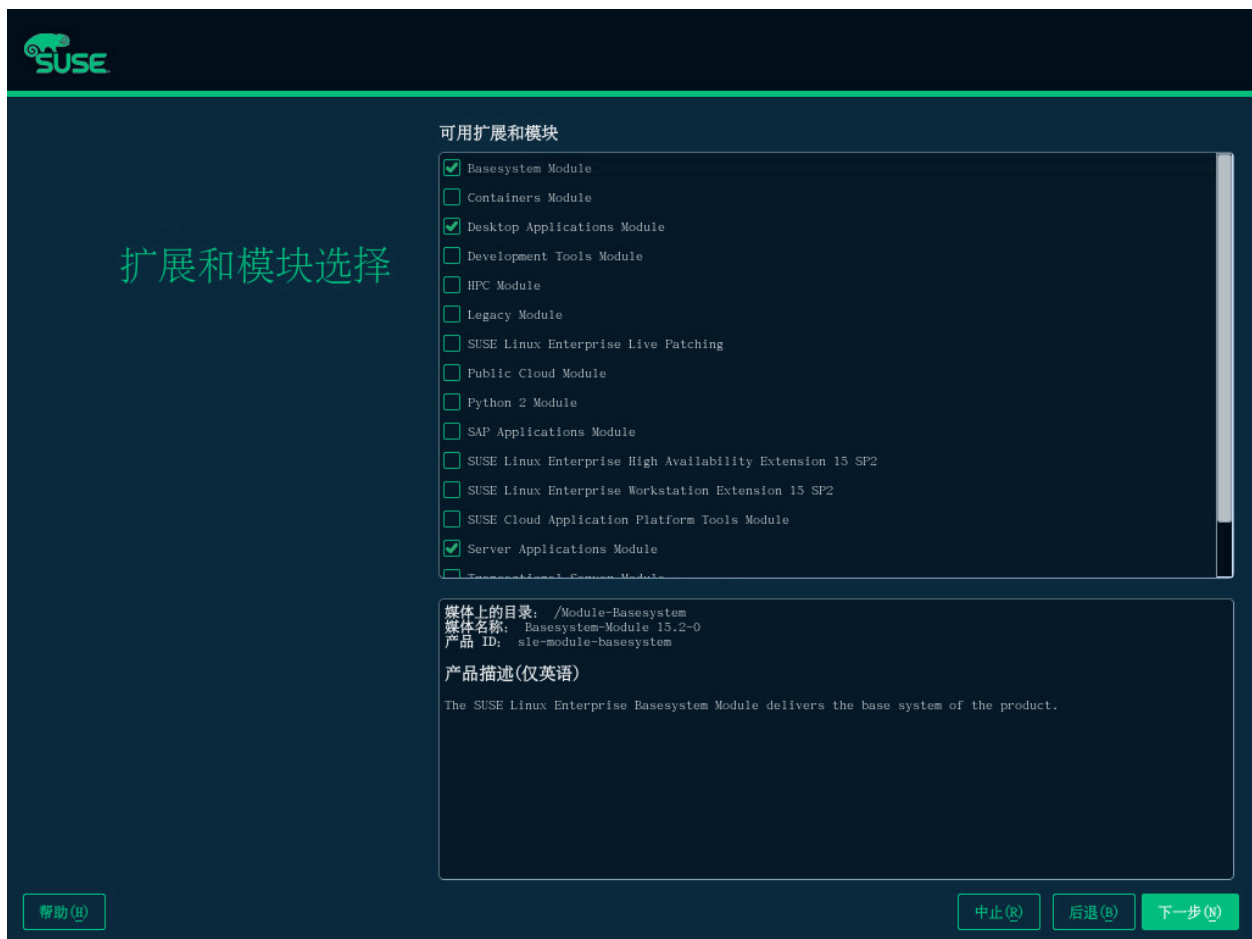 SUSE
可用扩展和模块
Basesystem Module
Containers Module
Desktop Applications Module
扩展和模块选择
Development Tools Module
HPC Module
Legacy Module
SUSE Linux Enterprise Live Patching
Public Cloud Module
Python 2 Module
SAP Applications Module
SUSE Linux Enterprise High Availability Extension 15 SP2
SUSE Linux Enterprise Workstation Extension 15 SP2
SUSE Cloud Application Platform Tools Module
Server Applications Module
Transactional Server Module
媒体上的目录: /Module-Basesystem
媒体名称: Basesystem-Module 15.2-0
产品 ID: sle-module-basesystem
产品描述(仅英语)
The SUSE Linux Enterprise Basesystem Module delivers the base system of the product.
帮助(H) 中止(R) 后退(B) 下一步(N)